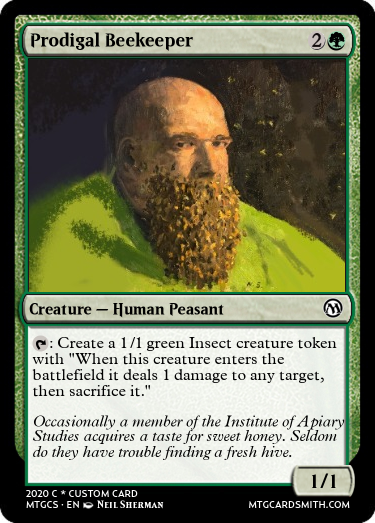 Prodigal Beekeeper 2
Creature — Human Peasant
: Create a 1/1 green Insect creature token
with "When this creature enters the
battlefield it deals 1 damage to any target,
then sacrifice it."
Occasionally a member of the Institute of Apiary
Studies acquires a taste for sweet honey. Seldom
do they have trouble finding a fresh hive.
1/1
2020 C * CUSTOM CARD
MTGCS · EN NEIL SHERMAN
MTGCARDSMITH.COM